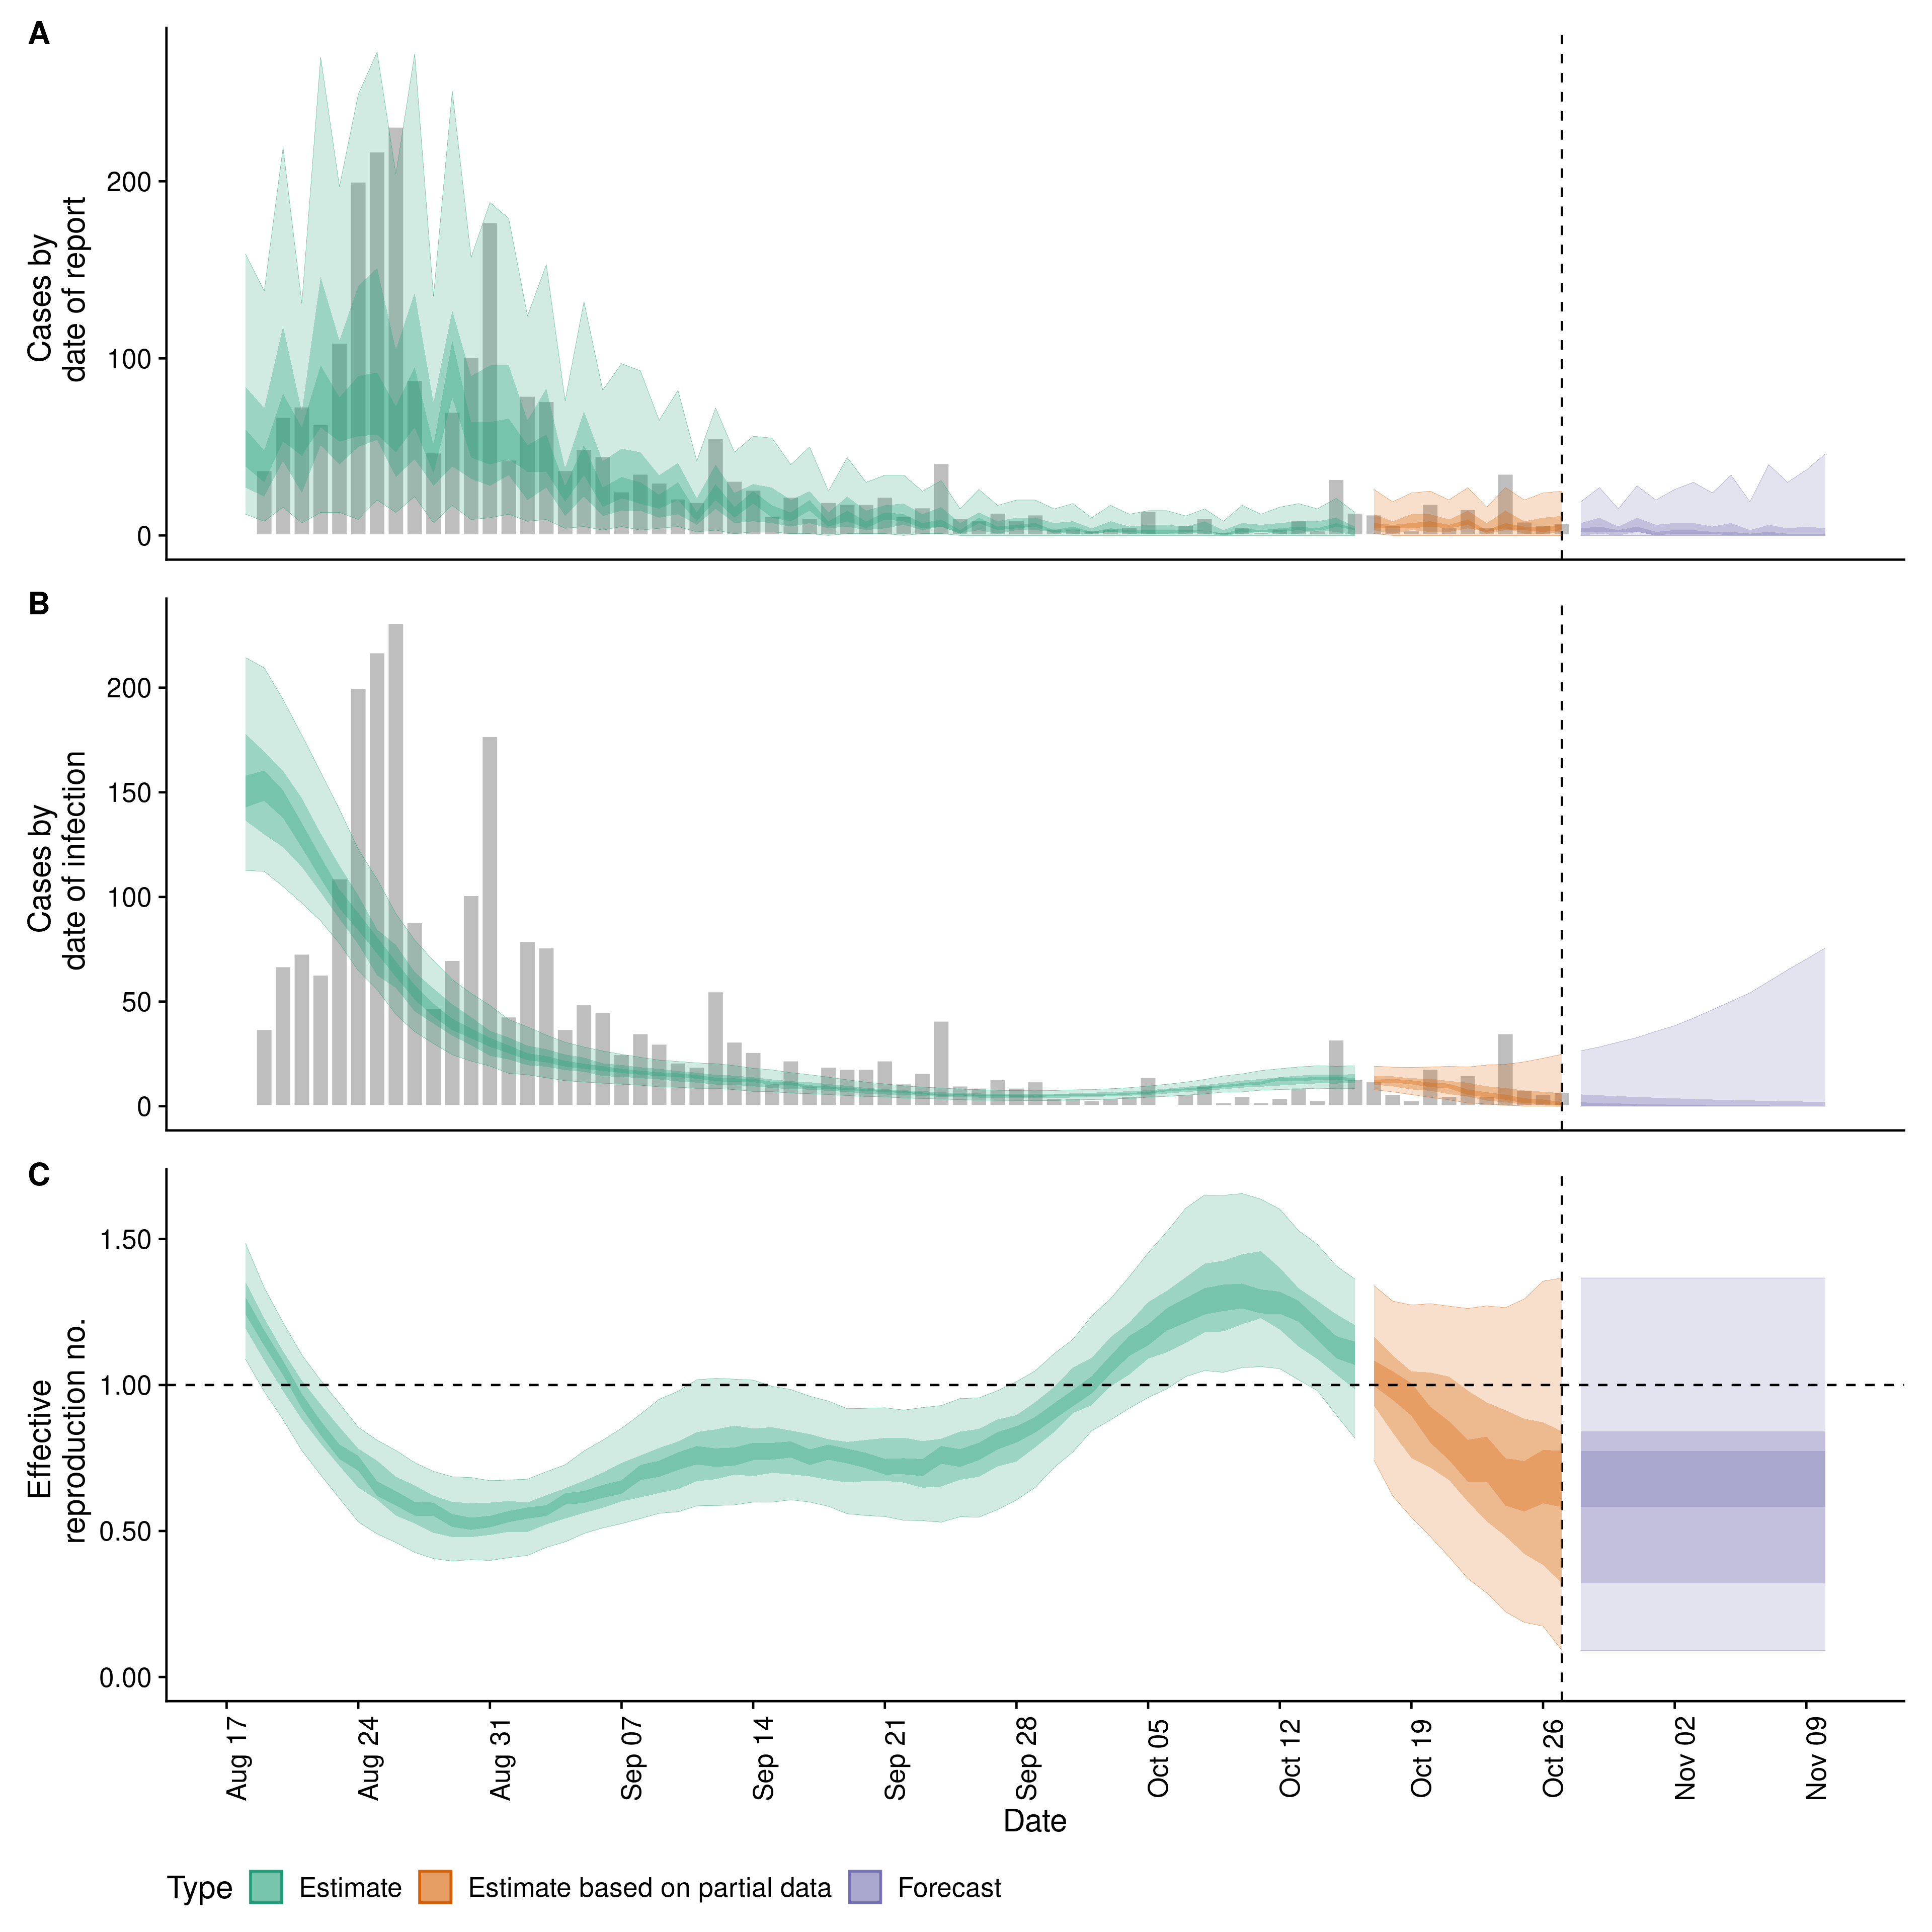 A
Cases by
date of report
200
100
0
B
Cases by
date of infection
200
150
100
50
0
C
Effective
reproduction no.
1.50
1.00
0.50
0.00
Aug 17
Aug 24
Aug 31
Sep 07
Sep 14
Sep 21
Sep 28
Oct 05
Oct 12
Oct 19
Oct 26
Nov 02
Nov 09
Date
Type Estimate Estimate based on partial data Forecast